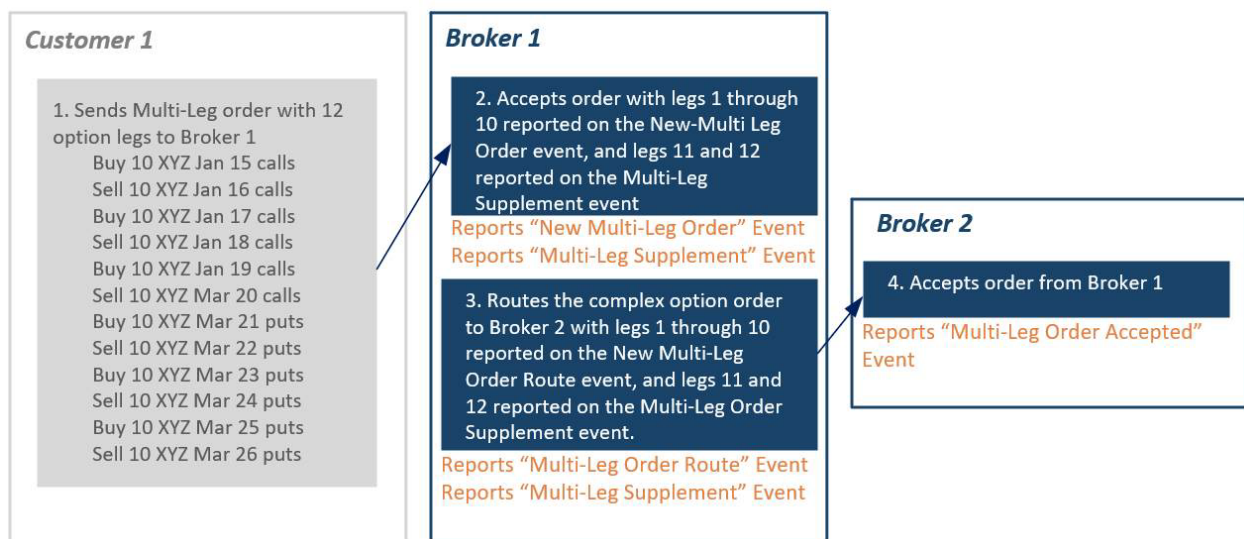 Customer 1
1. Sends Multi-Leg order with 12
option legs to Broker 1
Buy 10 XYZ Jan 15 calls
Sell 10 XYZ Jan 16 calls
Buy 10 XYZ Jan 17 calls
Sell 10 XYZ Jan 18 calls
Buy 10 XYZ Jan 19 calls
Sell 10 XYZ Mar 20 calls
Buy 10 XYZ Mar 21 puts
Sell 10 XYZ Mar 22 puts
Buy 10 XYZ Mar 23 puts
Sell 10 XYZ Mar 24 puts
Buy 10 XYZ Mar 25 puts
Sell 10 XYZ Mar 26 puts
Broker 1
2. Accepts order with legs 1 through
10 reported on the New-Multi Leg
Order event, and legs 11 and 12
reported on the Multi-Leg
Supplement event
Reports “New Multi-Leg Order” Event
Reports “Multi-Leg Supplement” Event
3. Routes the complex option order
to Broker 2 with legs 1 through 10
reported on the New Multi-Leg
Order Route event, and legs 11 and
12 reported on the Multi-Leg Order
Supplement event.
Reports “Multi-Leg Order Route” Event
Reports “Multi-Leg Supplement” Event
Broker 2
4. Accepts order from Broker 1
Reports “Multi-Leg Order Accepted”
Event